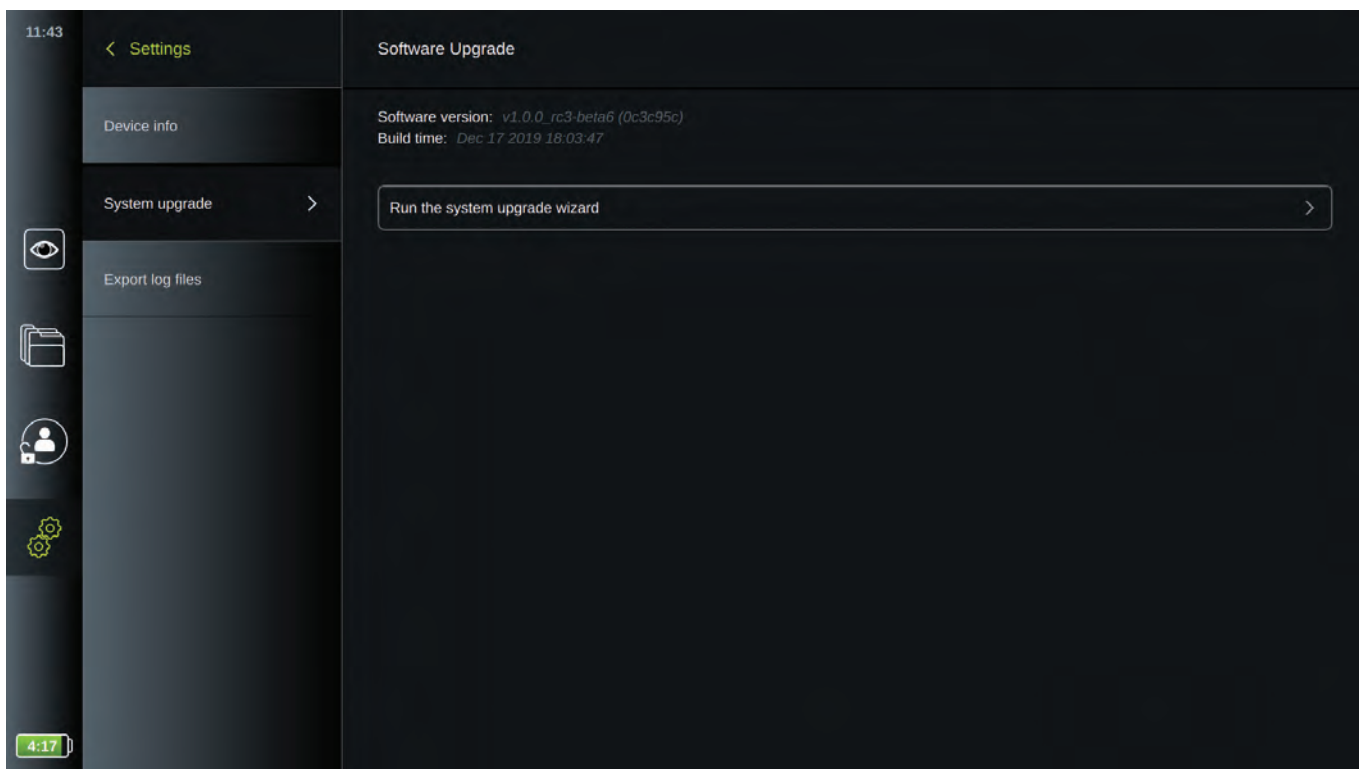 11:43
Settings
Device info
System upgrade
Export log files
4:17
Software Upgrade
Software version: v1.0.0_rc3-beta6 (0c3c95c)
Build time: Dec 17 2019 18:03:47
Run the system upgrade wizard